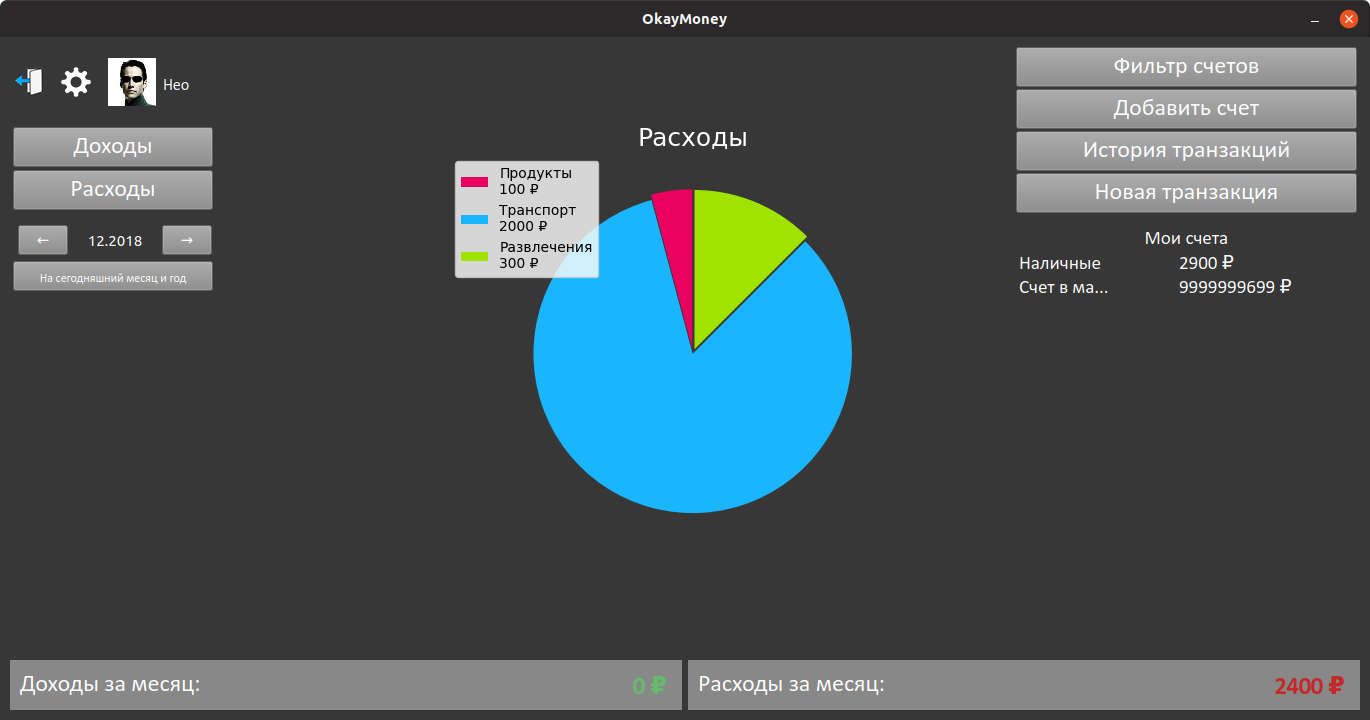 OkayMoney
Нео
Доходы
Расходы
← 12.2018 →
На сегодняшний месяц и год
Расходы
Продукты
100 ₽
Транспорт
2000 ₽
Развлечения
300 ₽
Фильтр счетов
Добавить счет
История транзакций
Новая транзакция
Мои счета
Наличные 2900 ₽
Счет в ма... 9999999699 ₽
Доходы за месяц: 0 ₽
Расходы за месяц: 2400 ₽